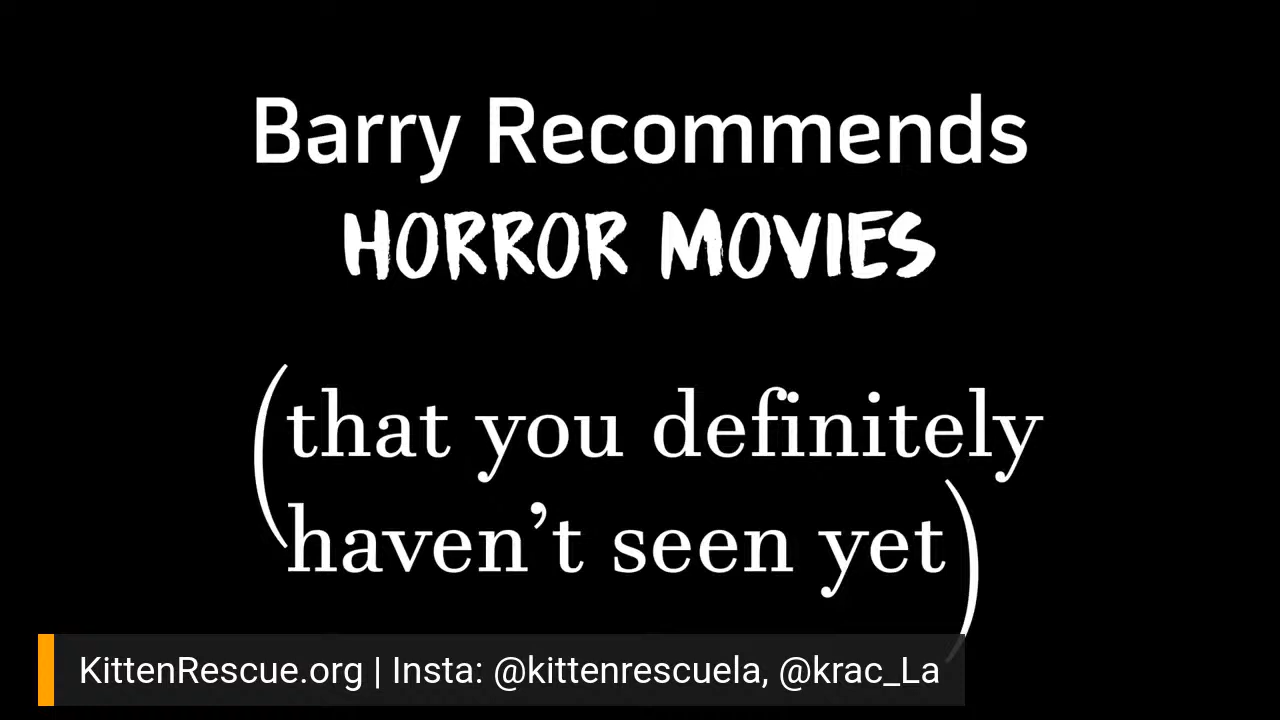 Barry Recommends
HORROR MOVIES
(that you definitely
haven't seen yet)
KittenRescue.org | Insta: @kittenrescuela, @krac_La